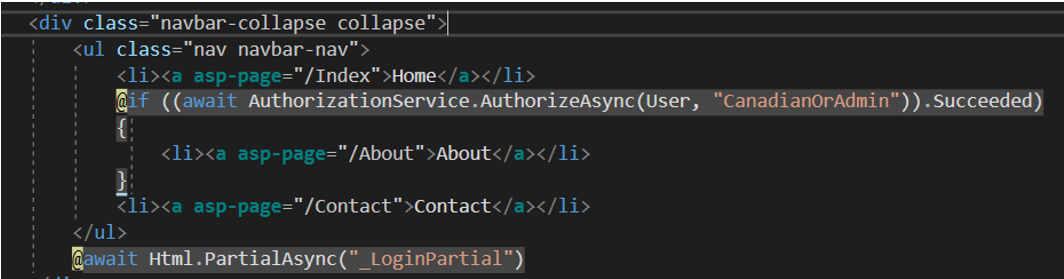 <div class="navbar-collapse collapse">
<ul class="nav navbar-nav">
<li><a asp-page="/Index">Home</a></li>
@if ((await AuthorizationService.AuthorizeAsync(User, "CanadianOrAdmin")).Succeeded)
{
<li><a asp-page="/About">About</a></li>
}
<li><a asp-page="/Contact">Contact</a></li>
</ul>
@await Html.PartialAsync("_LoginPartial")